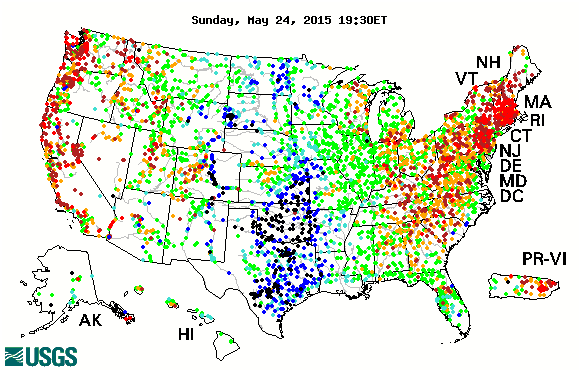 Sunday, May 24, 2015 19:30ET
NH
VT
MA
RI
CT
NJ
DE
MD
DC
PR-VI
AK
HI
USGS